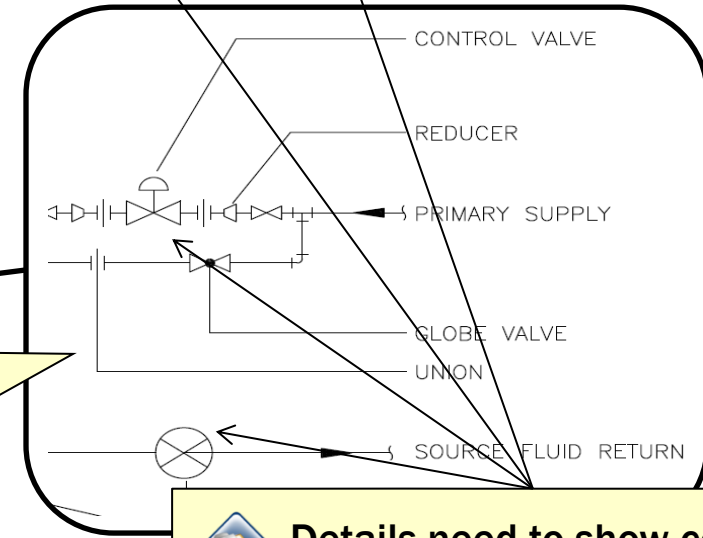 CONTROL VALVE
REDUCER
PRIMARY SUPPLY
GLOBE VALVE
UNION
SOURCE FLUID RETURN
Details need to show